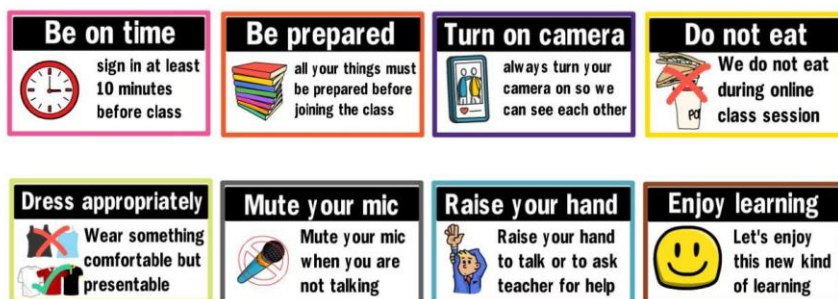 Be on time
sign in at least
10 minutes
before class
Be prepared
all your things must
be prepared before
joining the class
Turn on camera
always turn your
camera on so we
can see each other
Do not eat
We do not eat
during online
class session
Dress appropriately
Wear something
comfortable but
presentable
Mute your mic
Mute your mic
when you are
not talking
Raise your hand
Raise your hand
to talk or to ask
teacher for help
Enjoy learning
Let's enjoy
this new kind
of learning